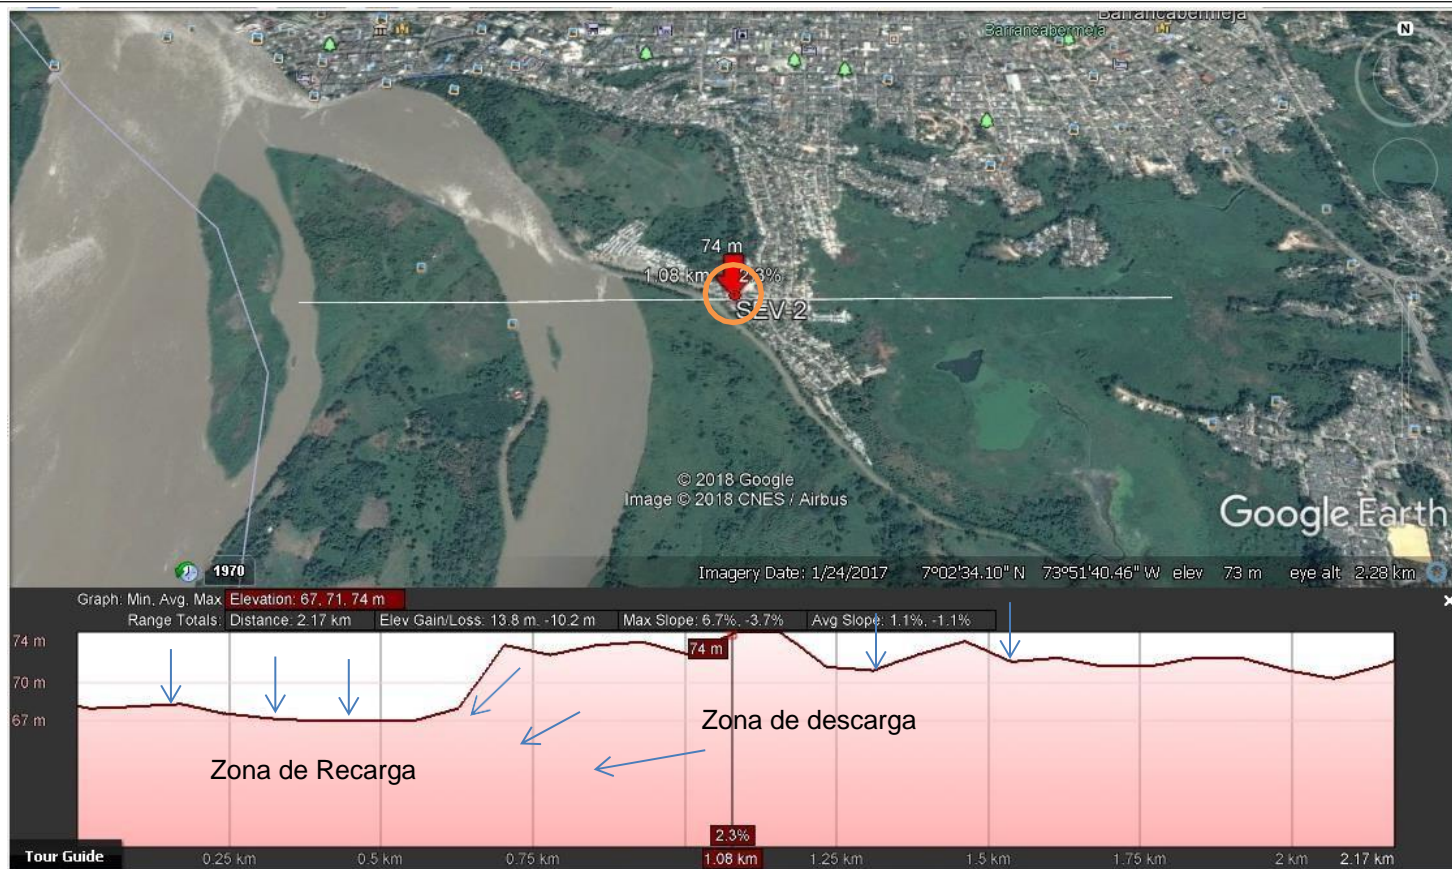 Barrancabermeja
Barrancabermeja
N
74 m
1.08 km
2.3%
SEV-2
© 2018 Google
Image © 2018 CNES / Airbus
Google Earth
1970
Imagery Date: 1/24/2017 7°02'34.10" N 73°51'40.46" W elev 73 m eye alt 2.28 km
Graph: Min, Avg, Max Elevation: 67, 71, 74 m
Range Totals: Distance: 2.17 km Elev Gain/Loss: 13.8 m, -10.2 m Max Slope: 6.7%, -3.7% Avg Slope: 1.1%, -1.1%
74 m
74 m
70 m
67 m
Zona de descarga
Zona de Recarga
2.3%
Tour Guide
0.25 km 0.5 km 0.75 km 1.08 km 1.25 km 1.5 km 1.75 km 2 km 2.17 km